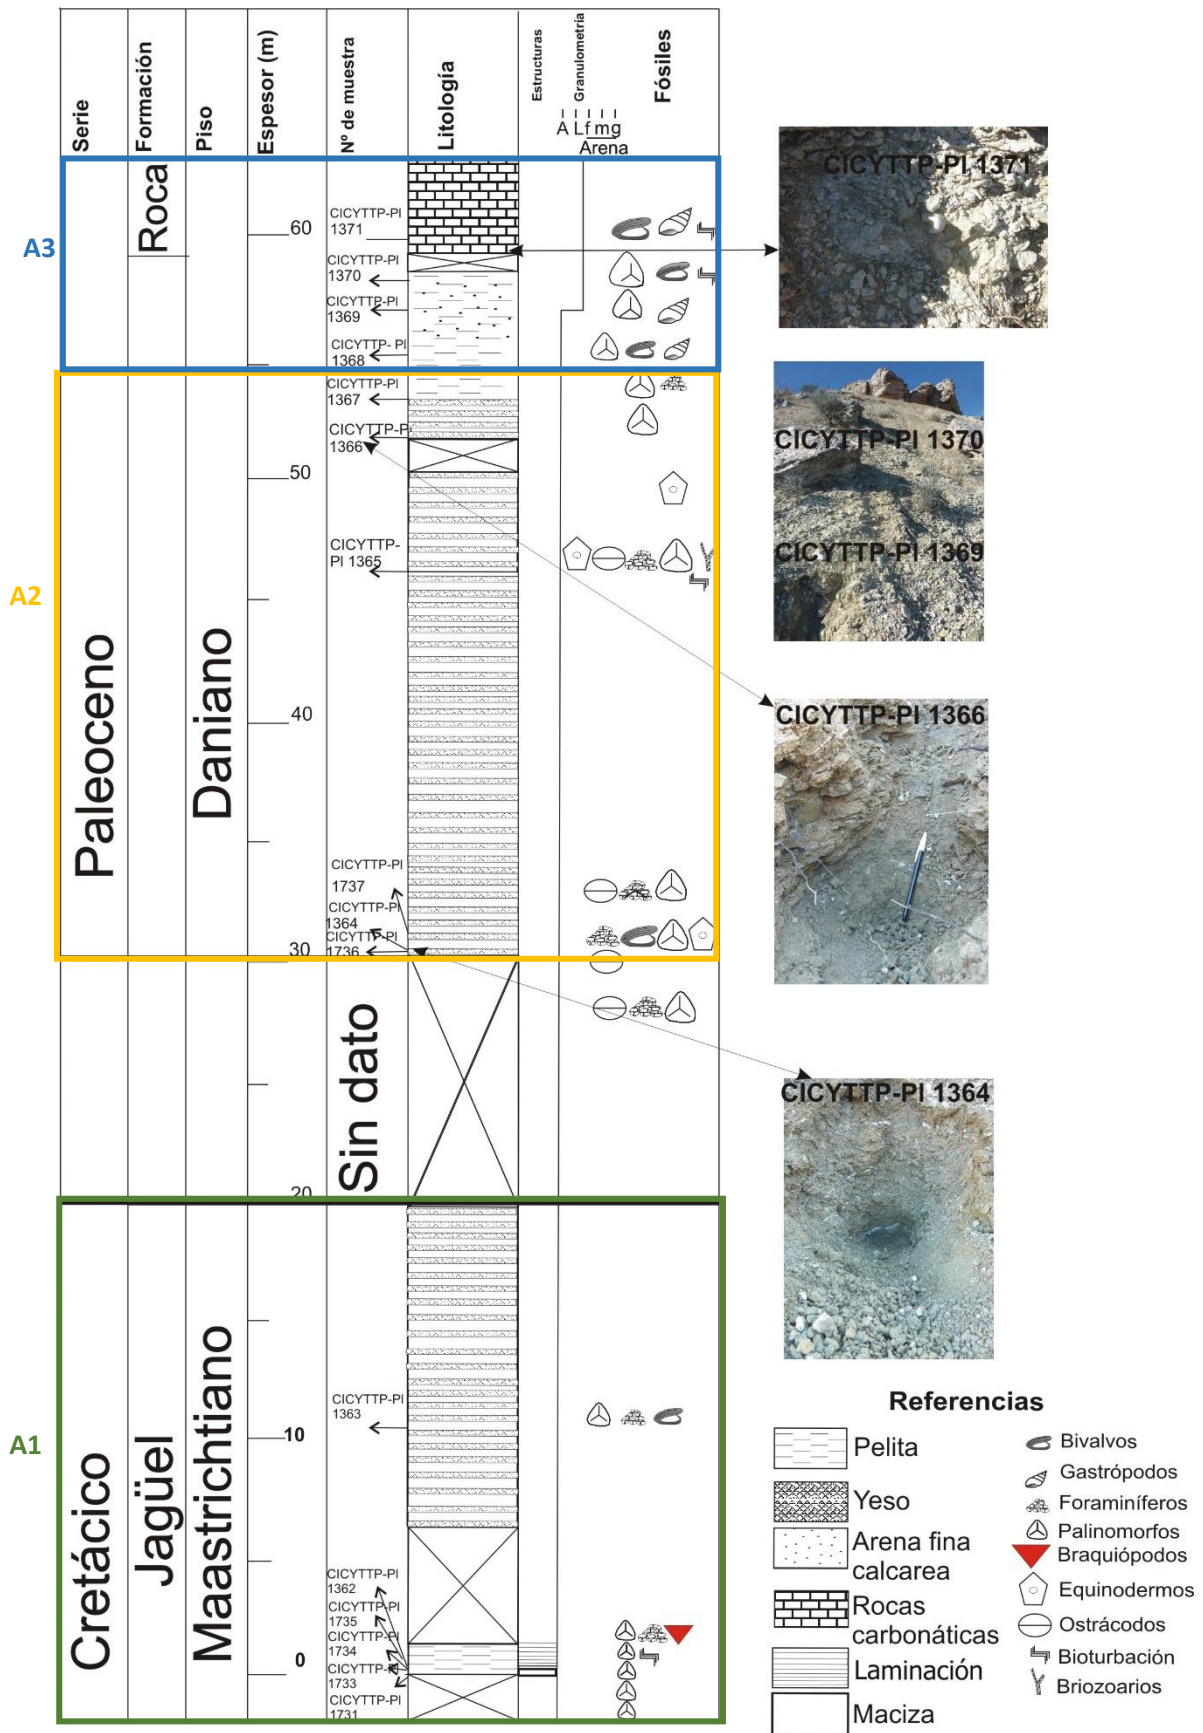 Serie
Formación
Piso
Espesor (m)
Nº de muestra
Litología
Estructuras
Granulometría
Fósiles
A L f m g
Arena
A3
Roca
60
CICYTTP-PI
1371
CICYTTP-PI
1370
CICYTTP-PI
1369
CICYTTP- PI
1368
CICYTTP-PI 1371
A2
Paleoceno
Daniano
CICYTTP-PI
1367
CICYTTP-P
1366
50
CICYTTP-
PI 1365
40
CICYTTP-PI
1737
CICYTTP-PI
1364
CICYTTP-PI
1736
30
CICYTTP-PI 1370
CICYTTP-PI 1369
CICYTTP-PI 1366
Sin dato
20
CICYTTP-PI 1364
A1
Cretácico
Jagüel
Maastrichtiano
CICYTTP-PI
1363
10
CICYTTP-PI
1362
CICYTTP-PI
1735
CICYTTP-PI
1734
CICYTTP-PI
1733
CICYTTP-PI
1731
0
Referencias
Pelita
Yeso
Arena fina
calcarea
Rocas
carbonáticas
Laminación
Maciza
Bivalvos
Gastrópodos
Foraminíferos
Palinomorfos
Braquiópodos
Equinodermos
Ostrácodos
Bioturbación
Briozoarios